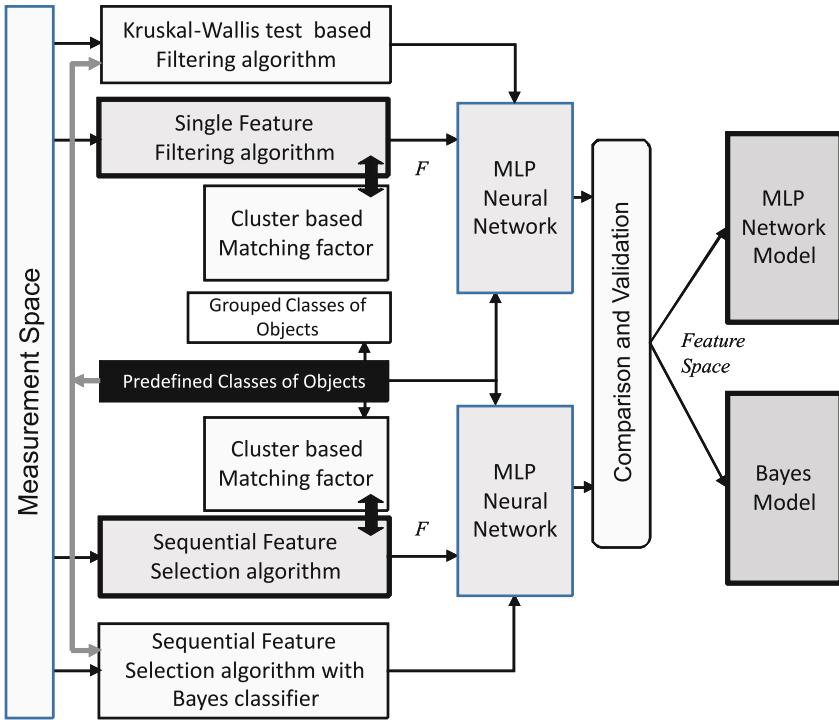 Measurement Space
Kruskal-Wallis test based
Filtering algorithm
Single Feature
Filtering algorithm
F
Cluster based
Matching factor
Grouped Classes of
Objects
Predefined Classes of Objects
Cluster based
Matching factor
Sequential Feature
Selection algorithm
F
Sequential Feature
Selection algorithm with
Bayes classifier
MLP
Neural
Network
MLP
Neural
Network
Comparison and Validation
Feature
Space
MLP
Network
Model
Bayes
Model